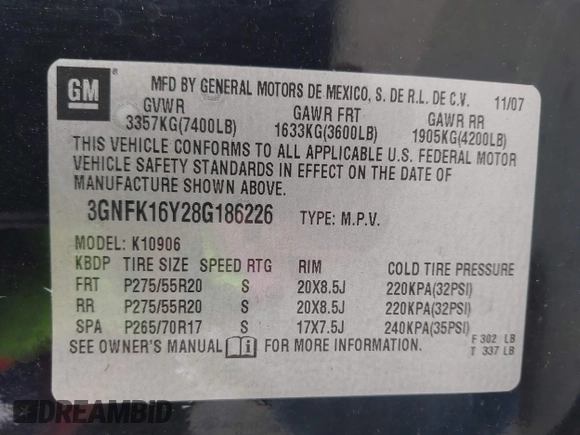 GM
MFD BY GENERAL MOTORS DE MEXICO, S. DE R.L. DE C.V. 11/07
GVWR GAWR FRT GAWR RR
3357KG(7400LB) 1633KG(3600LB) 1905KG(4200LB)
THIS VEHICLE CONFORMS TO ALL APPLICABLE U.S. FEDERAL MOTOR
VEHICLE SAFETY STANDARDS IN EFFECT ON THE DATE OF
MANUFACTURE SHOWN ABOVE.
3GNFK16Y28G186226 TYPE: M.P.V.
MODEL: K10906
KBDP TIRE SIZE SPEED RTG RIM COLD TIRE PRESSURE
FRT P275/55R20 S 20X8.5J 220KPA(32PSI)
RR P275/55R20 S 20X8.5J 220KPA(32PSI)
SPA P265/70R17 S 17X7.5J 240KPA(35PSI)
SEE OWNER'S MANUAL FOR MORE INFORMATION. F 302 LB
T 337 LB
DREAMBID